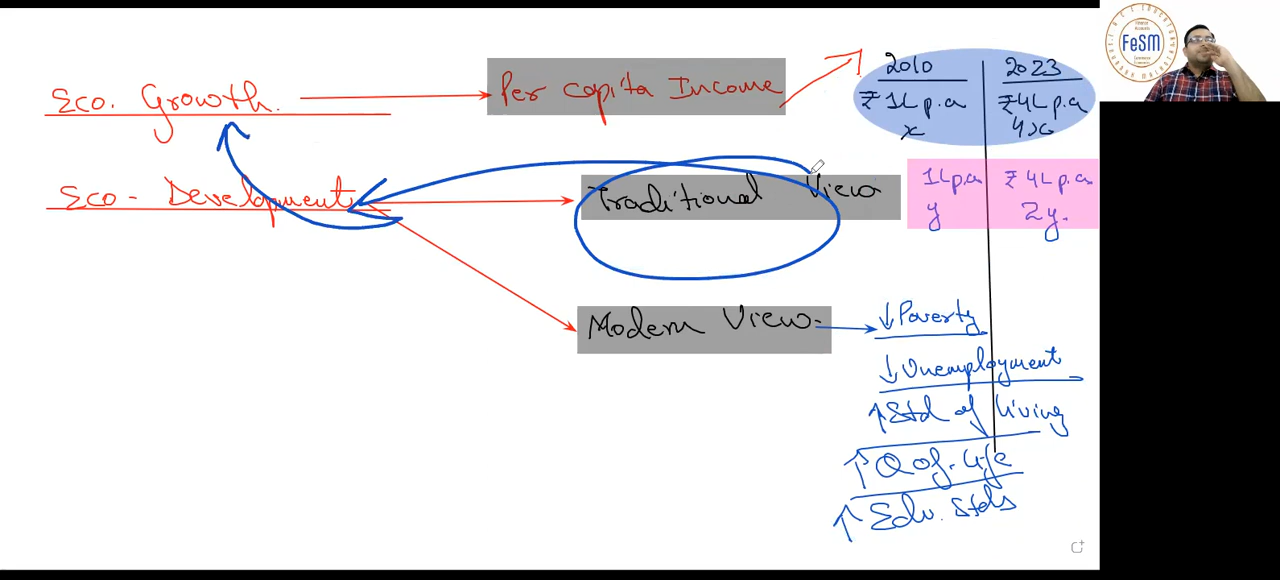 Eco. Growth.
Per capita Income
2010
2023
₹1L p.a
₹4L p.a
x
4x
FeSM
Eco - Development
Traditional View
1L p.a
₹4L p.a
y
2y.
Modern View.
↓ Poverty
↓ Unemployment
↑ Std of living
↑ Q of. life
↑ Edu. Stds